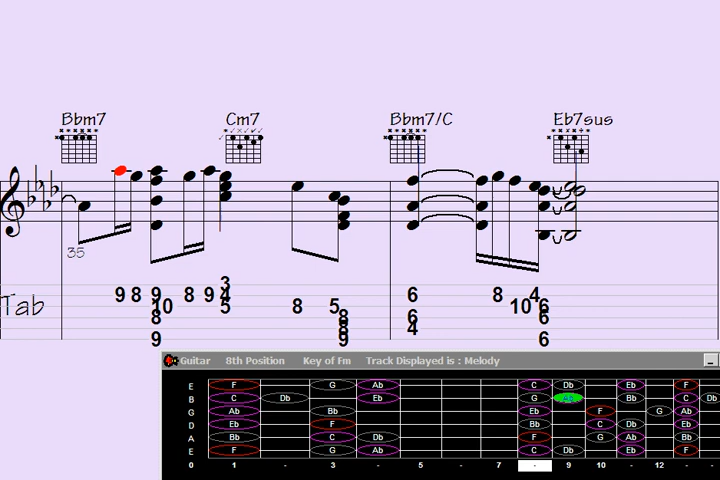 Bbm7 Cm7 Bbm7/C Eb7sus
35
3
9 8 9 8 9 4 6 8 4
Tab 10 5 8 5 10 6
8 8 6 6
8 4
9 9 6
Guitar 8th Position Key of Fm Track Displayed is : Melody
E F G Ab C Db Eb F
B C Db Eb G Ab Bb C Db
G Ab Bb Eb F G Ab
D Eb F Bb C Eb
A Bb C Db F G Ab Bb
E F G Ab C Db Eb F
0 1 - 3 - 5 - 7 - 9 10 - 12 - -